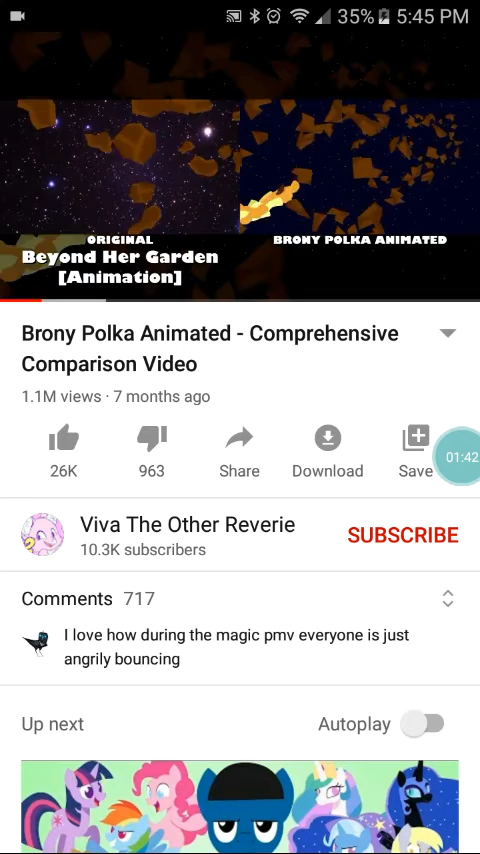 35% 5:45 PM
ORIGINAL
Beyond Her Garden
[Animation]
BRONY POLKA ANIMATED
Brony Polka Animated - Comprehensive
Comparison Video
1.1M views · 7 months ago
26K
963
Share
Download
Save
01:42
Viva The Other Reverie
SUBSCRIBE
10.3K subscribers
Comments 717
I love how during the magic pmv everyone is just
angrily bouncing
Up next
Autoplay